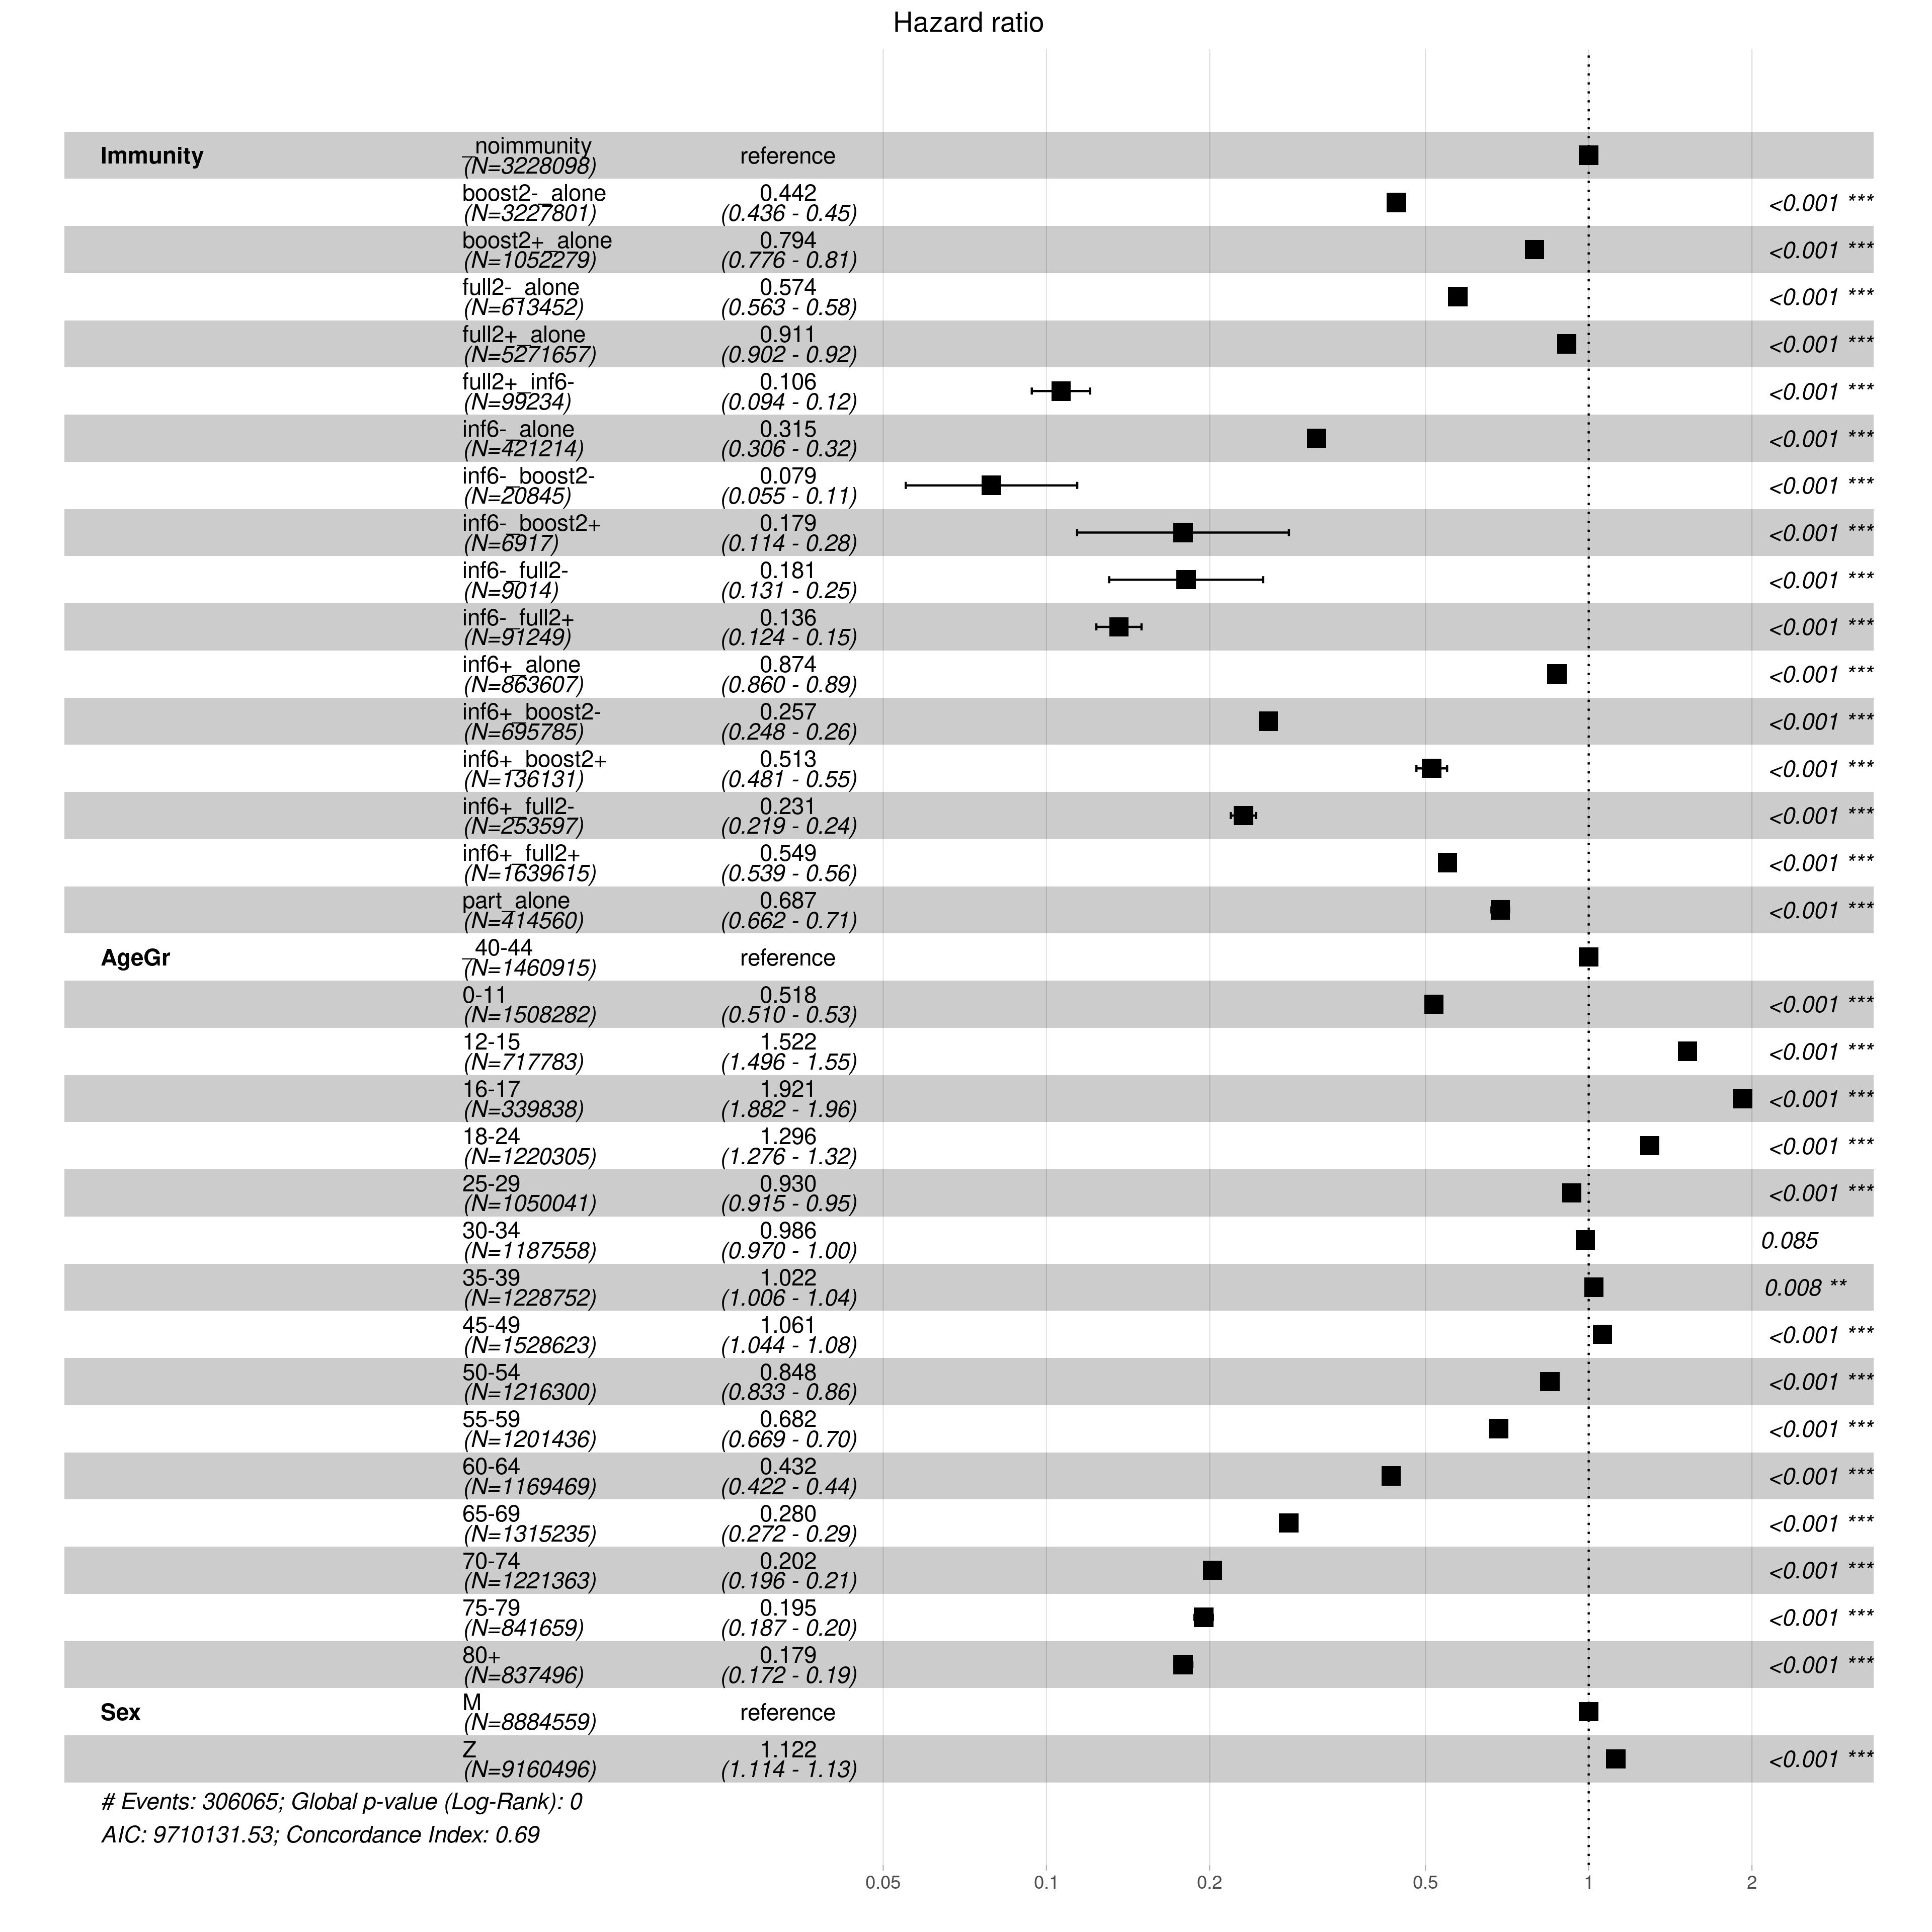 Hazard ratio
Immunity _noimmunity reference
(N=3228098)
boost2-_alone 0.442
(N=3227801) (0.436 - 0.45) <0.001 ***
boost2+_alone 0.794
(N=1052279) (0.776 - 0.81) <0.001 ***
full2-_alone 0.574
(N=613452) (0.563 - 0.58) <0.001 ***
full2+_alone 0.911
(N=5271657) (0.902 - 0.92) <0.001 ***
full2+_inf6- 0.106
(N=99234) (0.094 - 0.12) <0.001 ***
inf6-_alone 0.315
(N=421214) (0.306 - 0.32) <0.001 ***
inf6-_boost2- 0.079
(N=20845) (0.055 - 0.11) <0.001 ***
inf6-_boost2+ 0.179
(N=6917) (0.114 - 0.28) <0.001 ***
inf6-_full2- 0.181
(N=9014) (0.131 - 0.25) <0.001 ***
inf6-_full2+ 0.136
(N=91249) (0.124 - 0.15) <0.001 ***
inf6+_alone 0.874
(N=863607) (0.860 - 0.89) <0.001 ***
inf6+_boost2- 0.257
(N=695785) (0.248 - 0.26) <0.001 ***
inf6+_boost2+ 0.513
(N=136131) (0.481 - 0.55) <0.001 ***
inf6+_full2- 0.231
(N=253597) (0.219 - 0.24) <0.001 ***
inf6+_full2+ 0.549
(N=1639615) (0.539 - 0.56) <0.001 ***
part_alone 0.687
(N=414560) (0.662 - 0.71) <0.001 ***
AgeGr _40-44 reference
(N=1460915)
0-11 0.518
(N=1508282) (0.510 - 0.53) <0.001 ***
12-15 1.522
(N=717783) (1.496 - 1.55) <0.001 ***
16-17 1.921
(N=339838) (1.882 - 1.96) <0.001 ***
18-24 1.296
(N=1220305) (1.276 - 1.32) <0.001 ***
25-29 0.930
(N=1050041) (0.915 - 0.95) <0.001 ***
30-34 0.986
(N=1187558) (0.970 - 1.00) 0.085
35-39 1.022
(N=1228752) (1.006 - 1.04) 0.008 **
45-49 1.061
(N=1528623) (1.044 - 1.08) <0.001 ***
50-54 0.848
(N=1216300) (0.833 - 0.86) <0.001 ***
55-59 0.682
(N=1201436) (0.669 - 0.70) <0.001 ***
60-64 0.432
(N=1169469) (0.422 - 0.44) <0.001 ***
65-69 0.280
(N=1315235) (0.272 - 0.29) <0.001 ***
70-74 0.202
(N=1221363) (0.196 - 0.21) <0.001 ***
75-79 0.195
(N=841659) (0.187 - 0.20) <0.001 ***
80+ 0.179
(N=837496) (0.172 - 0.19) <0.001 ***
Sex M reference
(N=8884559)
Z 1.122
(N=9160496) (1.114 - 1.13) <0.001 ***
# Events: 306065; Global p-value (Log-Rank): 0
AIC: 9710131.53; Concordance Index: 0.69
0.05 0.1 0.2 0.5 1 2